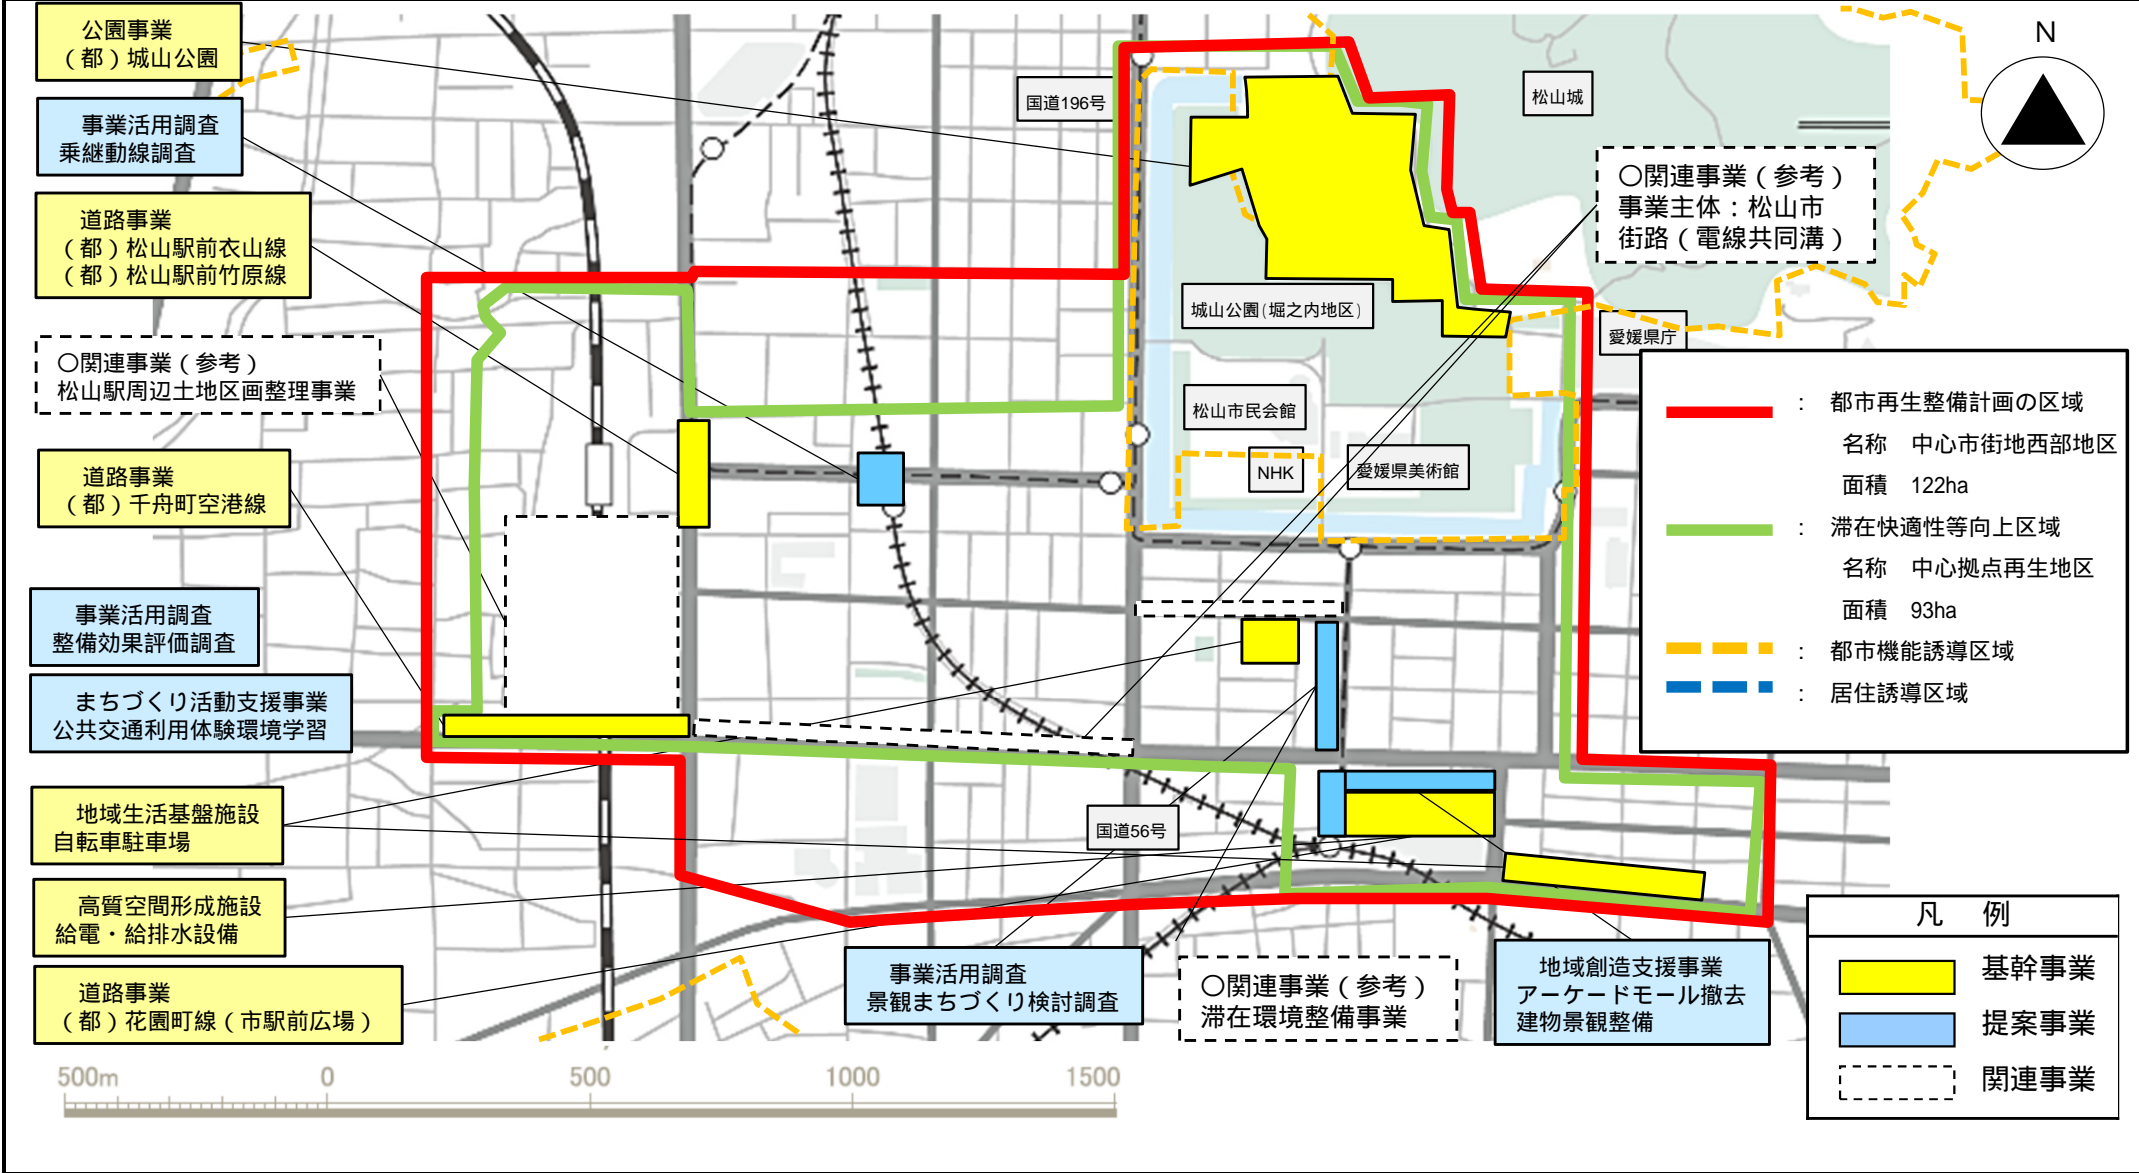 公園事業
（都）城山公園
事業活用調査
乗継動線調査
道路事業
（都）松山駅前衣山線
（都）松山駅前竹原線
○関連事業（参考）
松山駅周辺土地区画整理事業
道路事業
（都）千舟町空港線
事業活用調査
整備効果評価調査
まちづくり活動支援事業
公共交通利用体験環境学習
地域生活基盤施設
自転車駐車場
高質空間形成施設
給電・給排水設備
道路事業
（都）花園町線（市駅前広場）
国道196号
松山城
N
○関連事業（参考）
事業主体：松山市
街路（電線共同溝）
城山公園（堀之内地区）
愛媛県庁
松山市民会館
NHK
愛媛県美術館
国道56号
事業活用調査
景観まちづくり検討調査
○関連事業（参考）
滞在環境整備事業
地域創造支援事業
アーケードモール撤去
建物景観整備
： 都市再生整備計画の区域
名称 中心市街地西部地区
面積 122ha
： 滞在快適性等向上区域
名称 中心拠点再生地区
面積 93ha
： 都市機能誘導区域
： 居住誘導区域
凡 例
基幹事業
提案事業
関連事業
500m 0 500 1000 1500